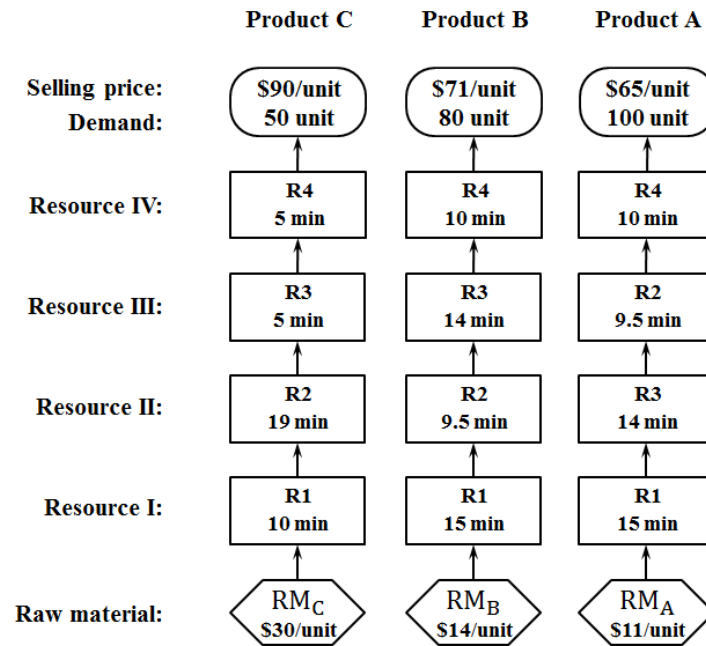 Product C Product B Product A
Selling price: $90/unit $71/unit $65/unit
Demand: 50 unit 80 unit 100 unit
R4 R4 R4
Resource IV:
5 min 10 min 10 min
R3 R3 R2
Resource III:
5 min 14 min 9.5 min
R2 R2 R3
Resource II:
19 min 9.5 min 14 min
R1 R1 R1
Resource I:
10 min 15 min 15 min
RMC RMB RMA
Raw material:
$30/unit $14/unit $11/unit